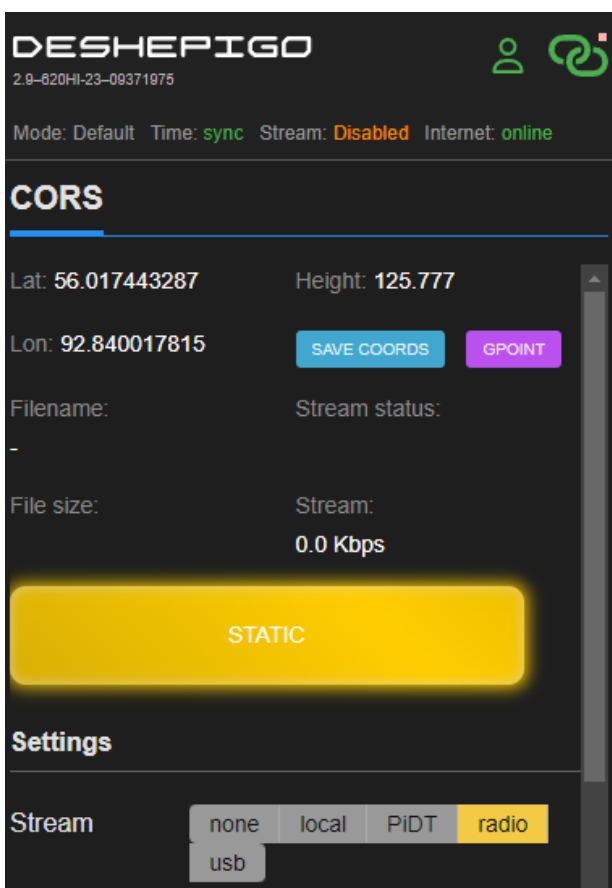 DESHEPIGO
2.9–620HI-23–09371975
Mode: Default Time: sync Stream: Disabled Internet: online
CORS
Lat: 56.017443287 Height: 125.777
Lon: 92.840017815 SAVE COORDS GPOINT
Filename: Stream status:
-
File size: Stream:
0.0 Kbps
STATIC
Settings
Stream none local PiDT radio
usb